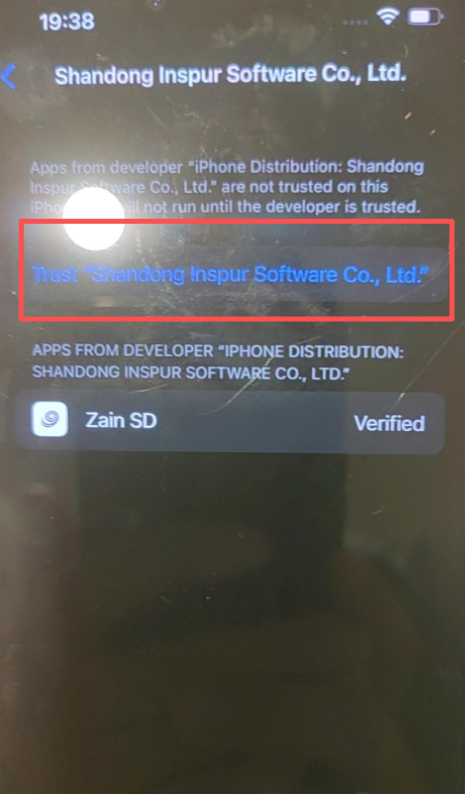 19:38
Shandong Inspur Software Co., Ltd.
Apps from developer "iPhone Distribution: Shandong
Inspur Software Co., Ltd." are not trusted on this
iPho will not run until the developer is trusted.
Trust "Shandong Inspur Software Co., Ltd."
APPS FROM DEVELOPER "IPHONE DISTRIBUTION:
SHANDONG INSPUR SOFTWARE CO., LTD."
Zain SD
Verified